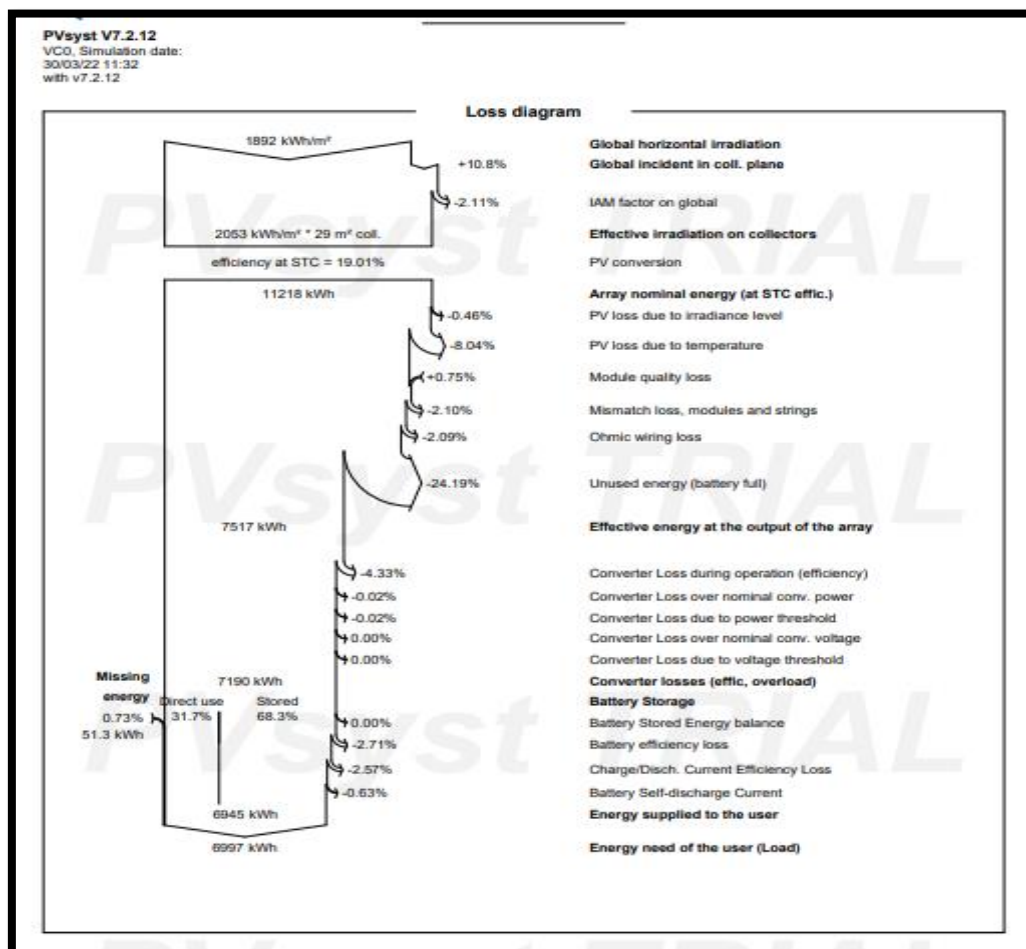 PVsyst V7.2.12
VC0, Simulation date:
30/03/22 11:32
with v7.2.12
Loss diagram
1892 kWh/m² Global horizontal irradiation
+10.8% Global incident in coll. plane
-2.11% IAM factor on global
2053 kWh/m² * 29 m² coll. Effective irradiation on collectors
efficiency at STC = 19.01% PV conversion
11218 kWh Array nominal energy (at STC effic.)
-0.46% PV loss due to irradiance level
-8.04% PV loss due to temperature
+0.75% Module quality loss
-2.10% Mismatch loss, modules and strings
-2.09% Ohmic wiring loss
-24.19% Unused energy (battery full)
7517 kWh Effective energy at the output of the array
-4.33% Converter Loss during operation (efficiency)
-0.02% Converter Loss over nominal conv. power
-0.02% Converter Loss due to power threshold
0.00% Converter Loss over nominal conv. voltage
0.00% Converter Loss due to voltage threshold
Missing 7190 kWh Converter losses (effic, overload)
energy Direct use Stored Battery Storage
0.73% 31.7% 68.3% 0.00% Battery Stored Energy balance
51.3 kWh -2.71% Battery efficiency loss
-2.57% Charge/Disch. Current Efficiency Loss
-0.63% Battery Self-discharge Current
6945 kWh Energy supplied to the user
6997 kWh Energy need of the user (Load)
PVsyst TRIAL
PVsyst TRIAL
PVsyst TRIAL